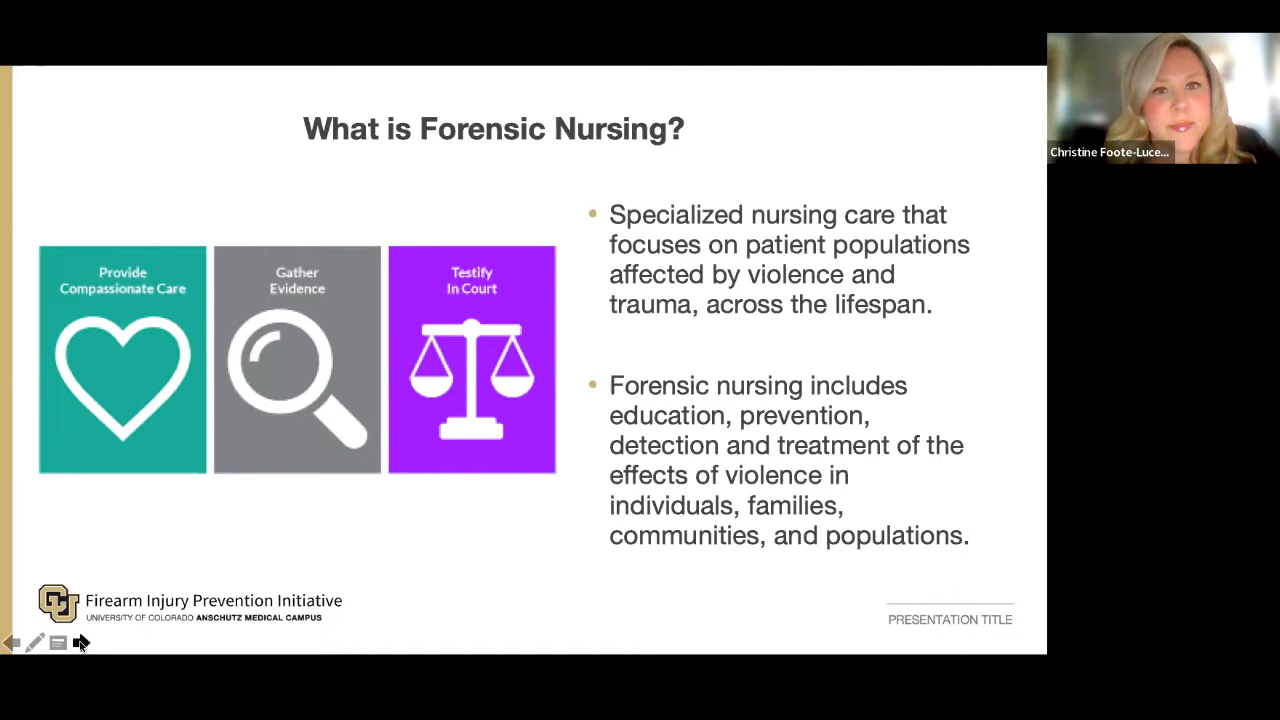 What is Forensic Nursing?
Provide
Compassionate Care
Gather
Evidence
Testify
In Court
• Specialized nursing care that
focuses on patient populations
affected by violence and
trauma, across the lifespan.
• Forensic nursing includes
education, prevention,
detection and treatment of the
effects of violence in
individuals, families,
communities, and populations.
CU
Firearm Injury Prevention Initiative
UNIVERSITY OF COLORADO ANSCHUTZ MEDICAL CAMPUS
PRESENTATION TITLE
Christine Foote-Luce...